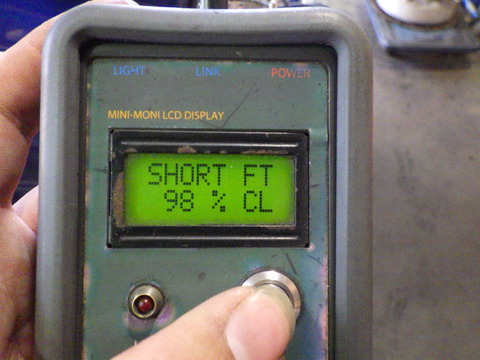 LIGHT LINK POWER
MINI-MONI LCD DISPLAY
SHORT FT
98 % CL